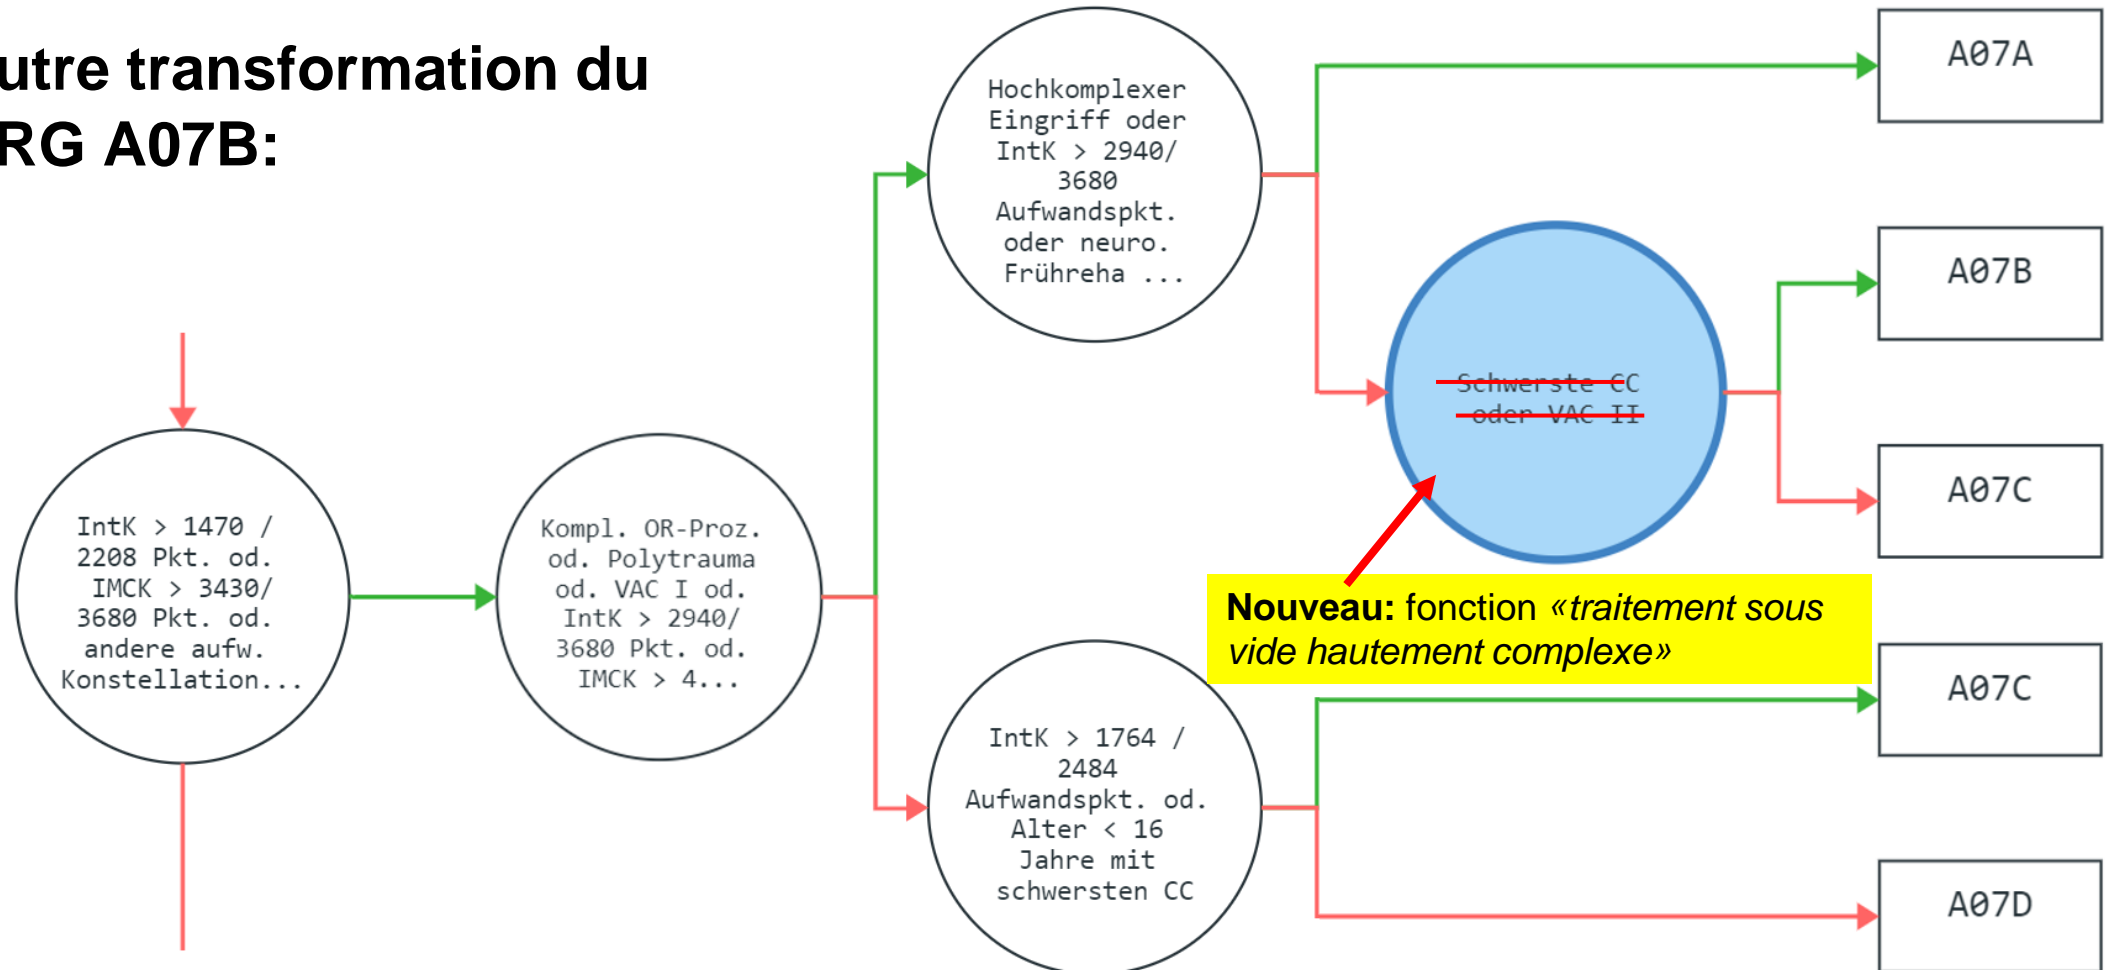 utre transformation du
RG A07B:
Hochkomplexer
Eingriff oder
IntK > 2940/
3680
Aufwandspkt.
oder neuro.
Frühreha ...
A07A
A07B
Schwerste CC
oder VAC II
A07C
IntK > 1470 /
2208 Pkt. od.
IMCK > 3430/
3680 Pkt. od.
andere aufw.
Konstellation...
Kompl. OR-Proz.
od. Polytrauma
od. VAC I od.
IntK > 2940/
3680 Pkt. od.
IMCK > 4...
Nouveau: fonction «traitement sous
vide hautement complexe»
A07C
IntK > 1764 /
2484
Aufwandspkt. od.
Alter < 16
Jahre mit
schwersten CC
A07D